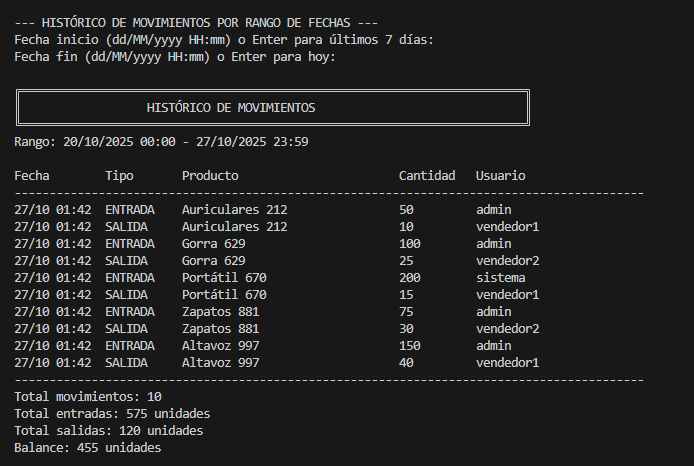 --- HISTÓRICO DE MOVIMIENTOS POR RANGO DE FECHAS ---
Fecha inicio (dd/MM/yyyy HH:mm) o Enter para últimos 7 días:
Fecha fin (dd/MM/yyyy HH:mm) o Enter para hoy:
HISTÓRICO DE MOVIMIENTOS
Rango: 20/10/2025 00:00 - 27/10/2025 23:59
Fecha Tipo Producto Cantidad Usuario
------------------------------------------------------------------------------------------
27/10 01:42 ENTRADA Auriculares 212 50 admin
27/10 01:42 SALIDA Auriculares 212 10 vendedor1
27/10 01:42 ENTRADA Gorra 629 100 admin
27/10 01:42 SALIDA Gorra 629 25 vendedor2
27/10 01:42 ENTRADA Portátil 670 200 sistema
27/10 01:42 SALIDA Portátil 670 15 vendedor1
27/10 01:42 ENTRADA Zapatos 881 75 admin
27/10 01:42 SALIDA Zapatos 881 30 vendedor2
27/10 01:42 ENTRADA Altavoz 997 150 admin
27/10 01:42 SALIDA Altavoz 997 40 vendedor1
------------------------------------------------------------------------------------------
Total movimientos: 10
Total entradas: 575 unidades
Total salidas: 120 unidades
Balance: 455 unidades